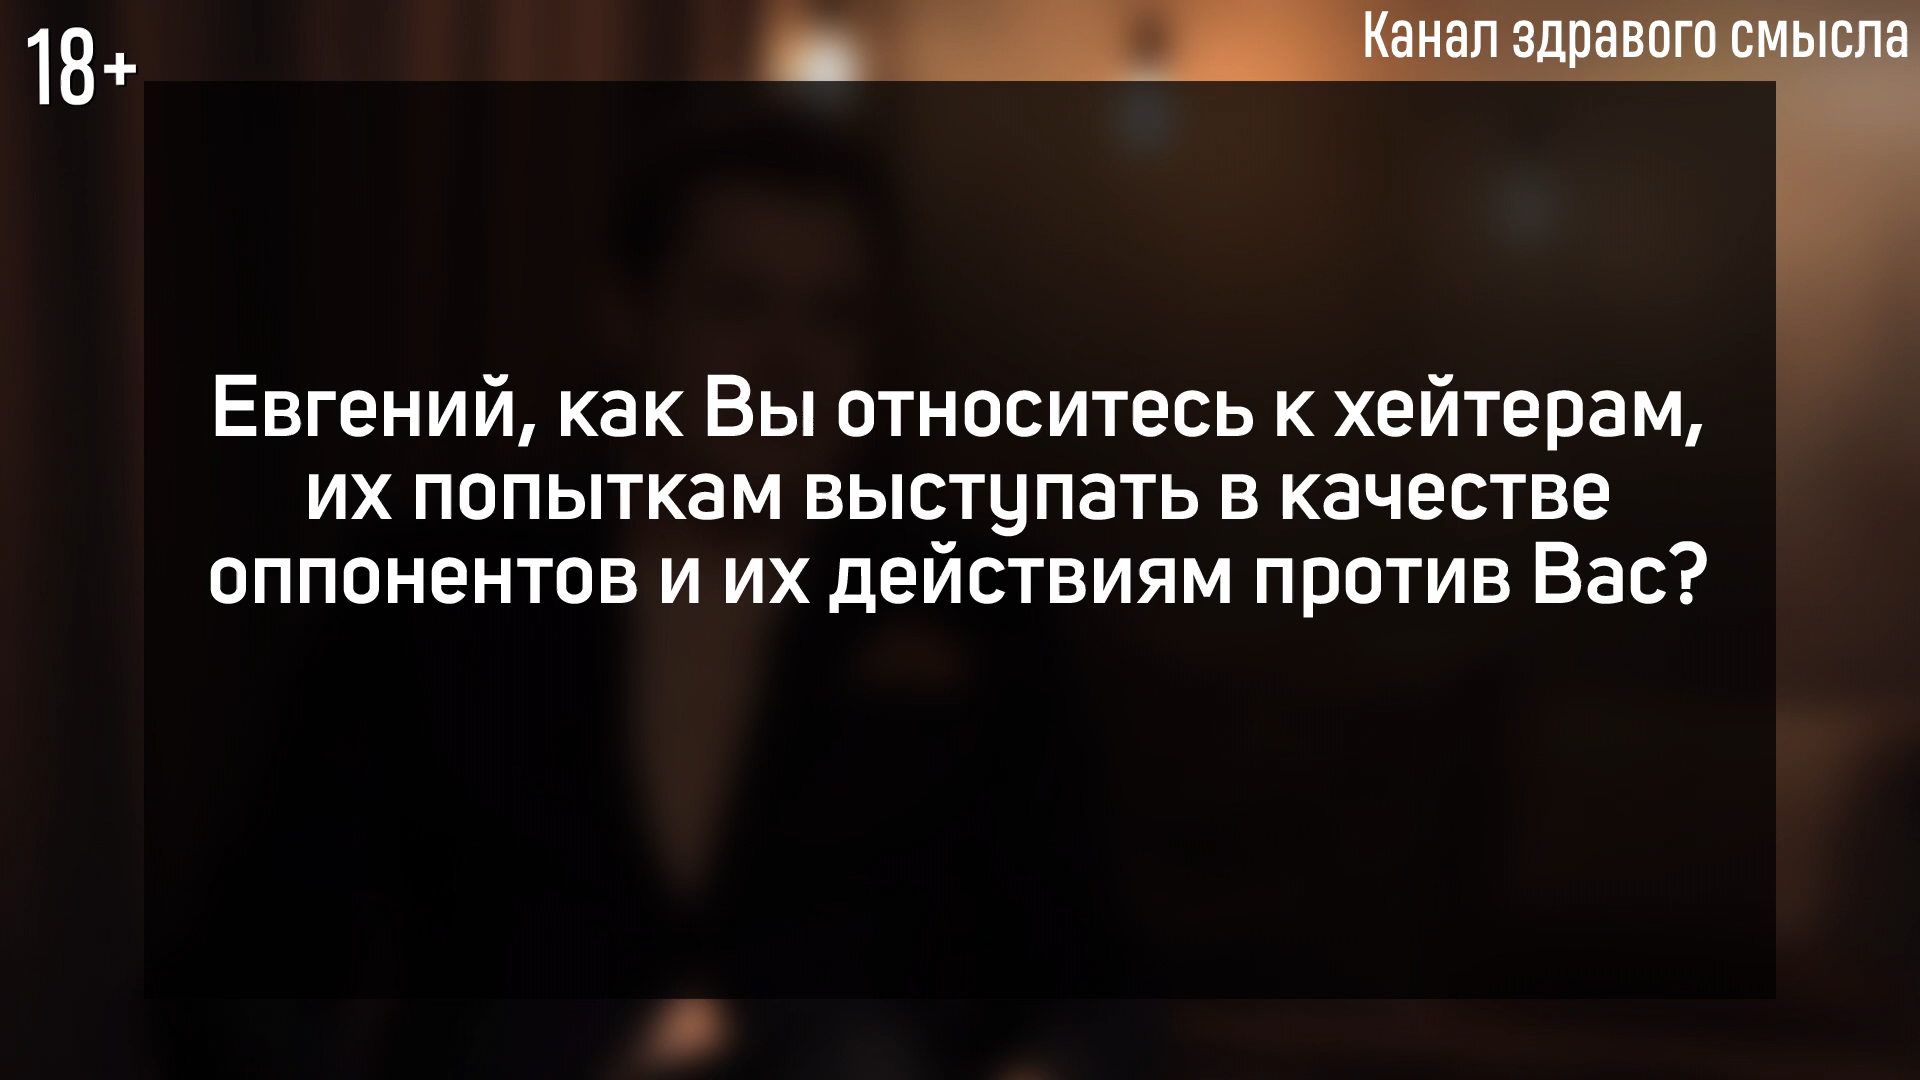 18+
Канал здравого смысла
Евгений, как Вы относитесь к хейтерам,
их попыткам выступать в качестве
оппонентов и их действиям против Вас?